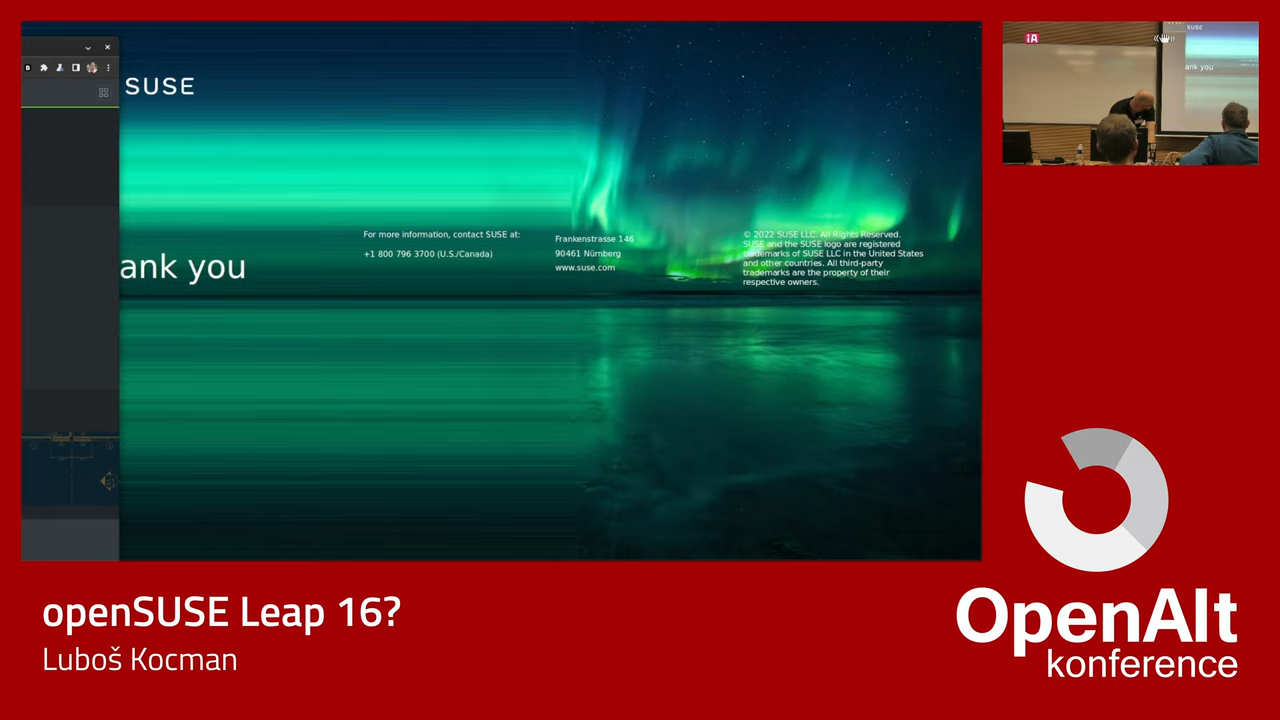 SUSE
ank you
For more information, contact SUSE at:
+1 800 796 3700 (U.S./Canada)
Frankenstrasse 146
90461 Nürnberg
www.suse.com
© 2022 SUSE LLC. All Rights Reserved.
SUSE and the SUSE logo are registered
trademarks of SUSE LLC in the United States
and other countries. All third-party
trademarks are the property of their
respective owners.
SUSE
ank you
openSUSE Leap 16?
Luboš Kocman
OpenAlt
konference